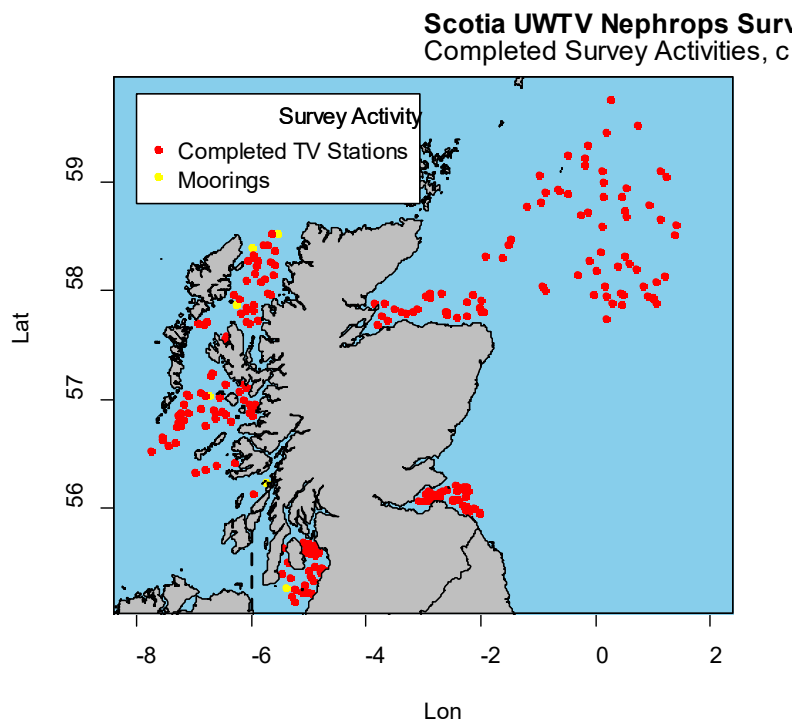 Scotia UWTV Nephrops Surv
Completed Survey Activities, c
Survey Activity
Completed TV Stations
Moorings
59
58
57
56
Lat
-8 -6 -4 -2 0 2
Lon